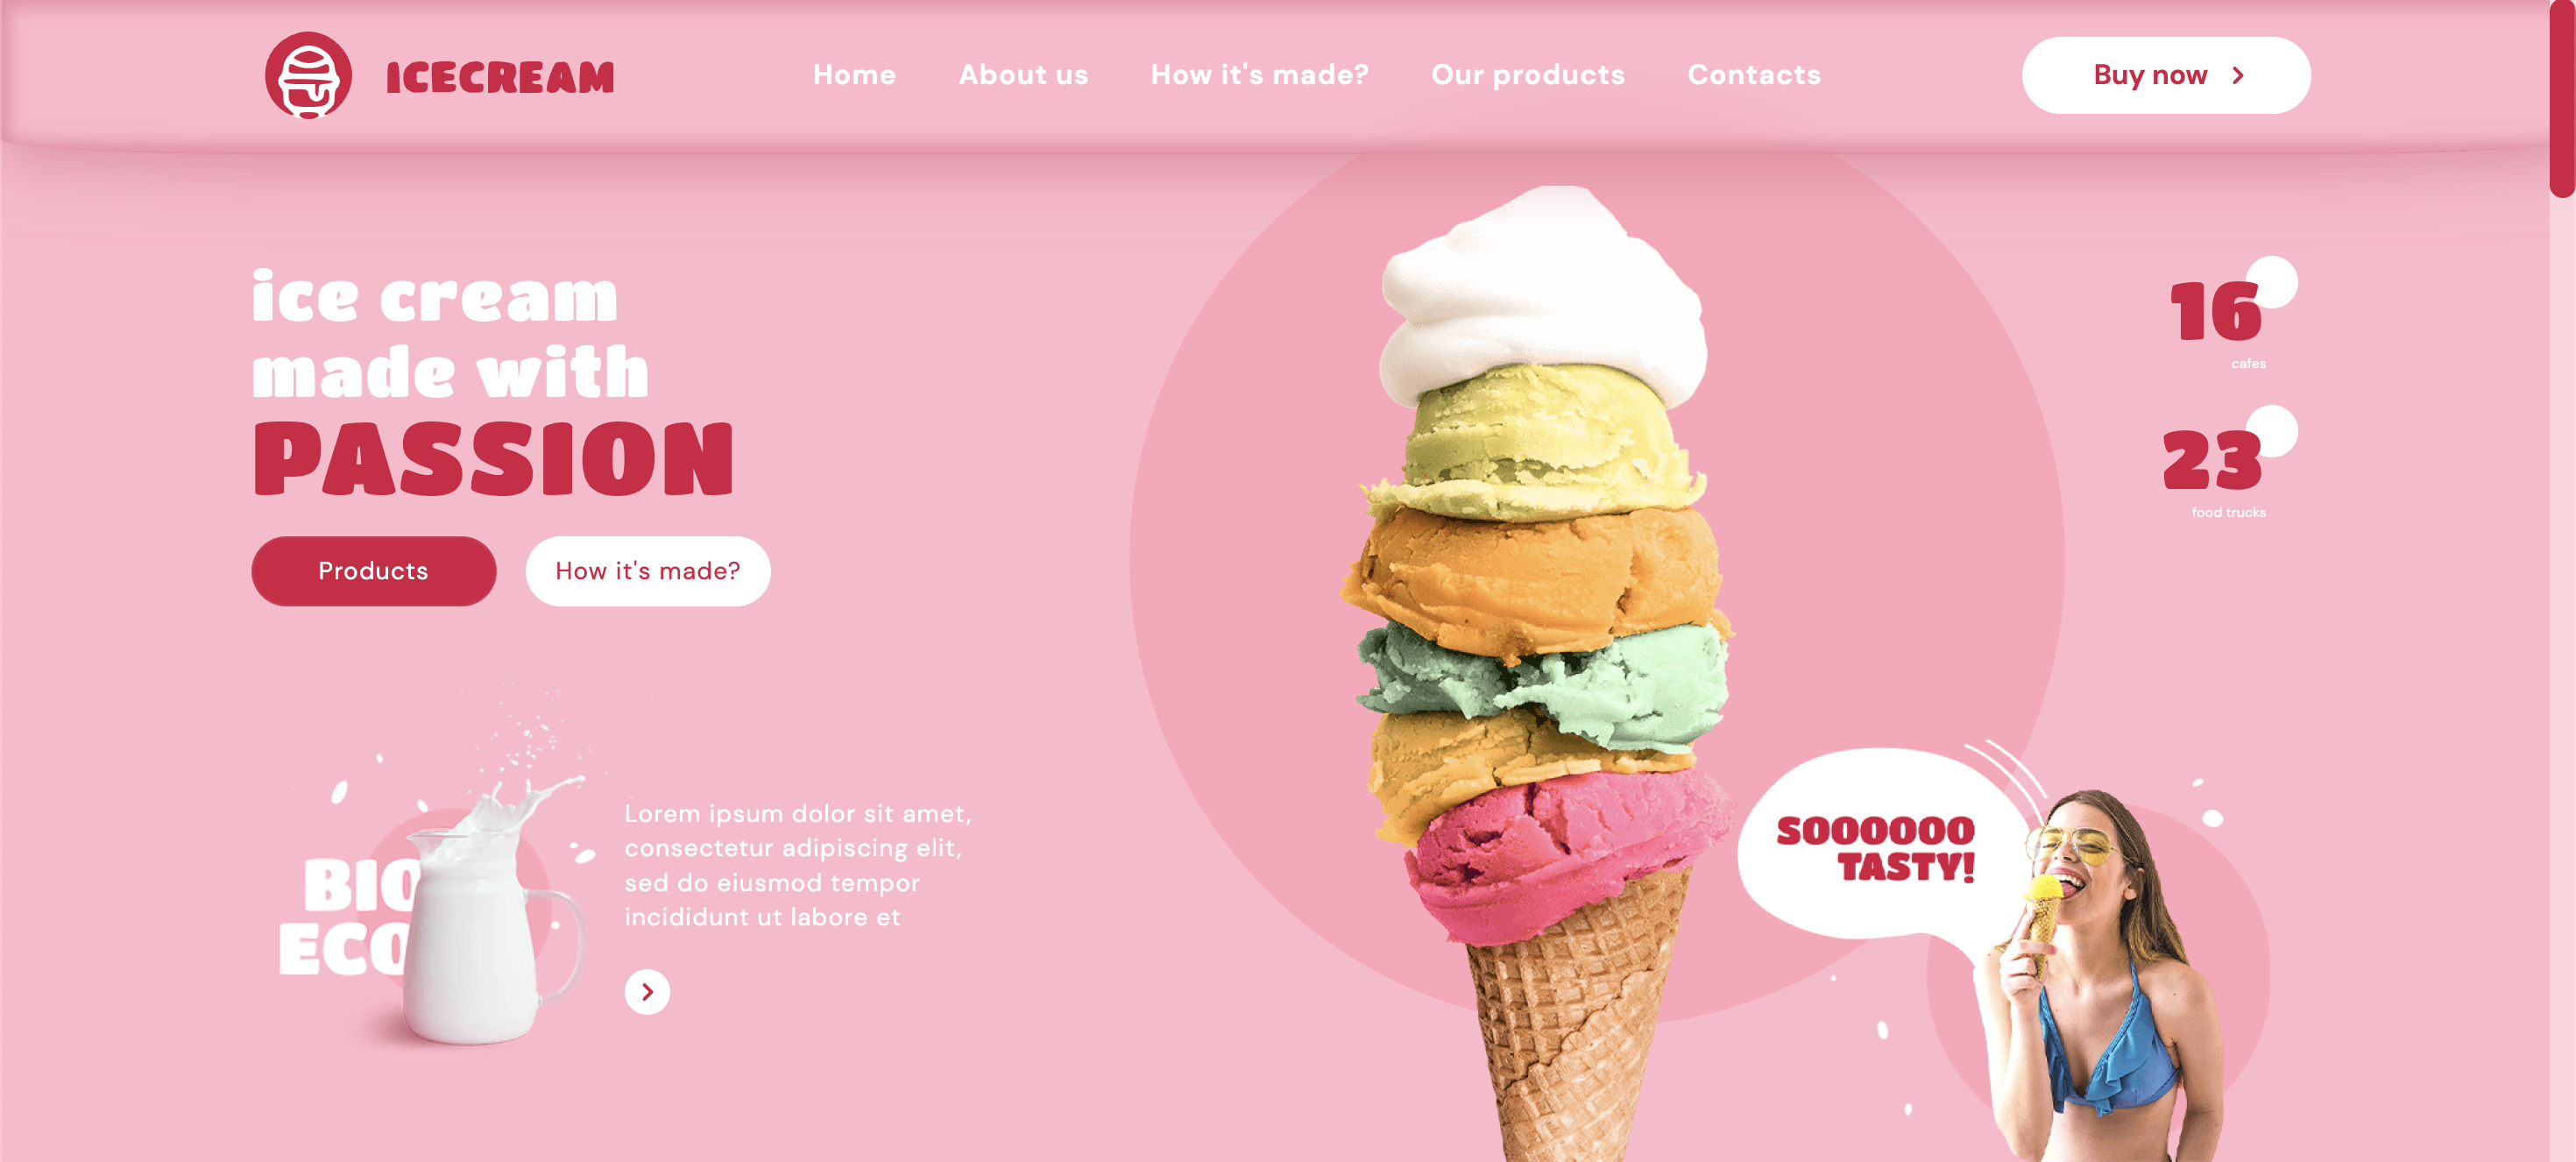 ICECREAM
Home
About us
How it's made?
Our products
Contacts
Buy now
ice cream
made with
PASSION
Products
How it's made?
16
cafes
23
food trucks
BIO
ECO
Lorem ipsum dolor sit amet,
consectetur adipiscing elit,
sed do eiusmod tempor
incididunt ut labore et
SOOOOOO
TASTY!